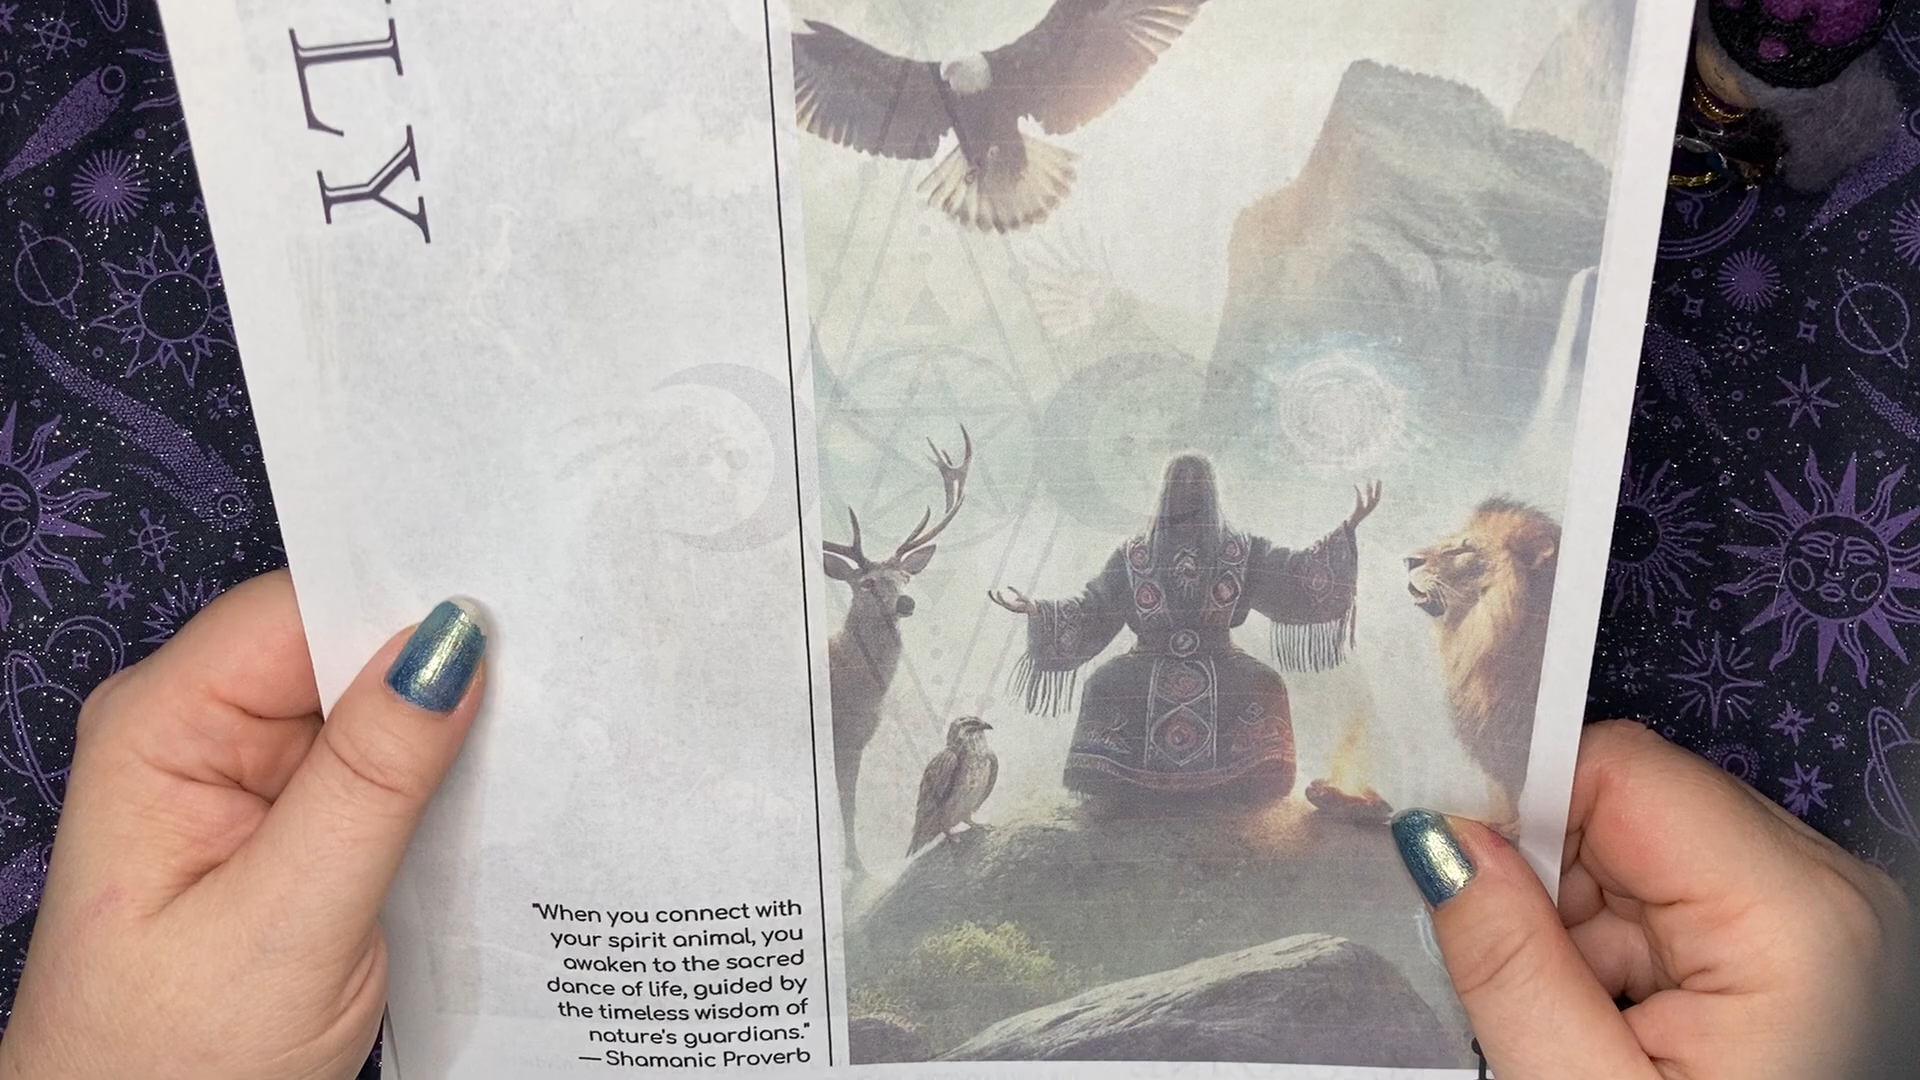 LY
"When you connect with
your spirit animal, you
awaken to the sacred
dance of life, guided by
the timeless wisdom of
nature's guardians."
— Shamanic Proverb